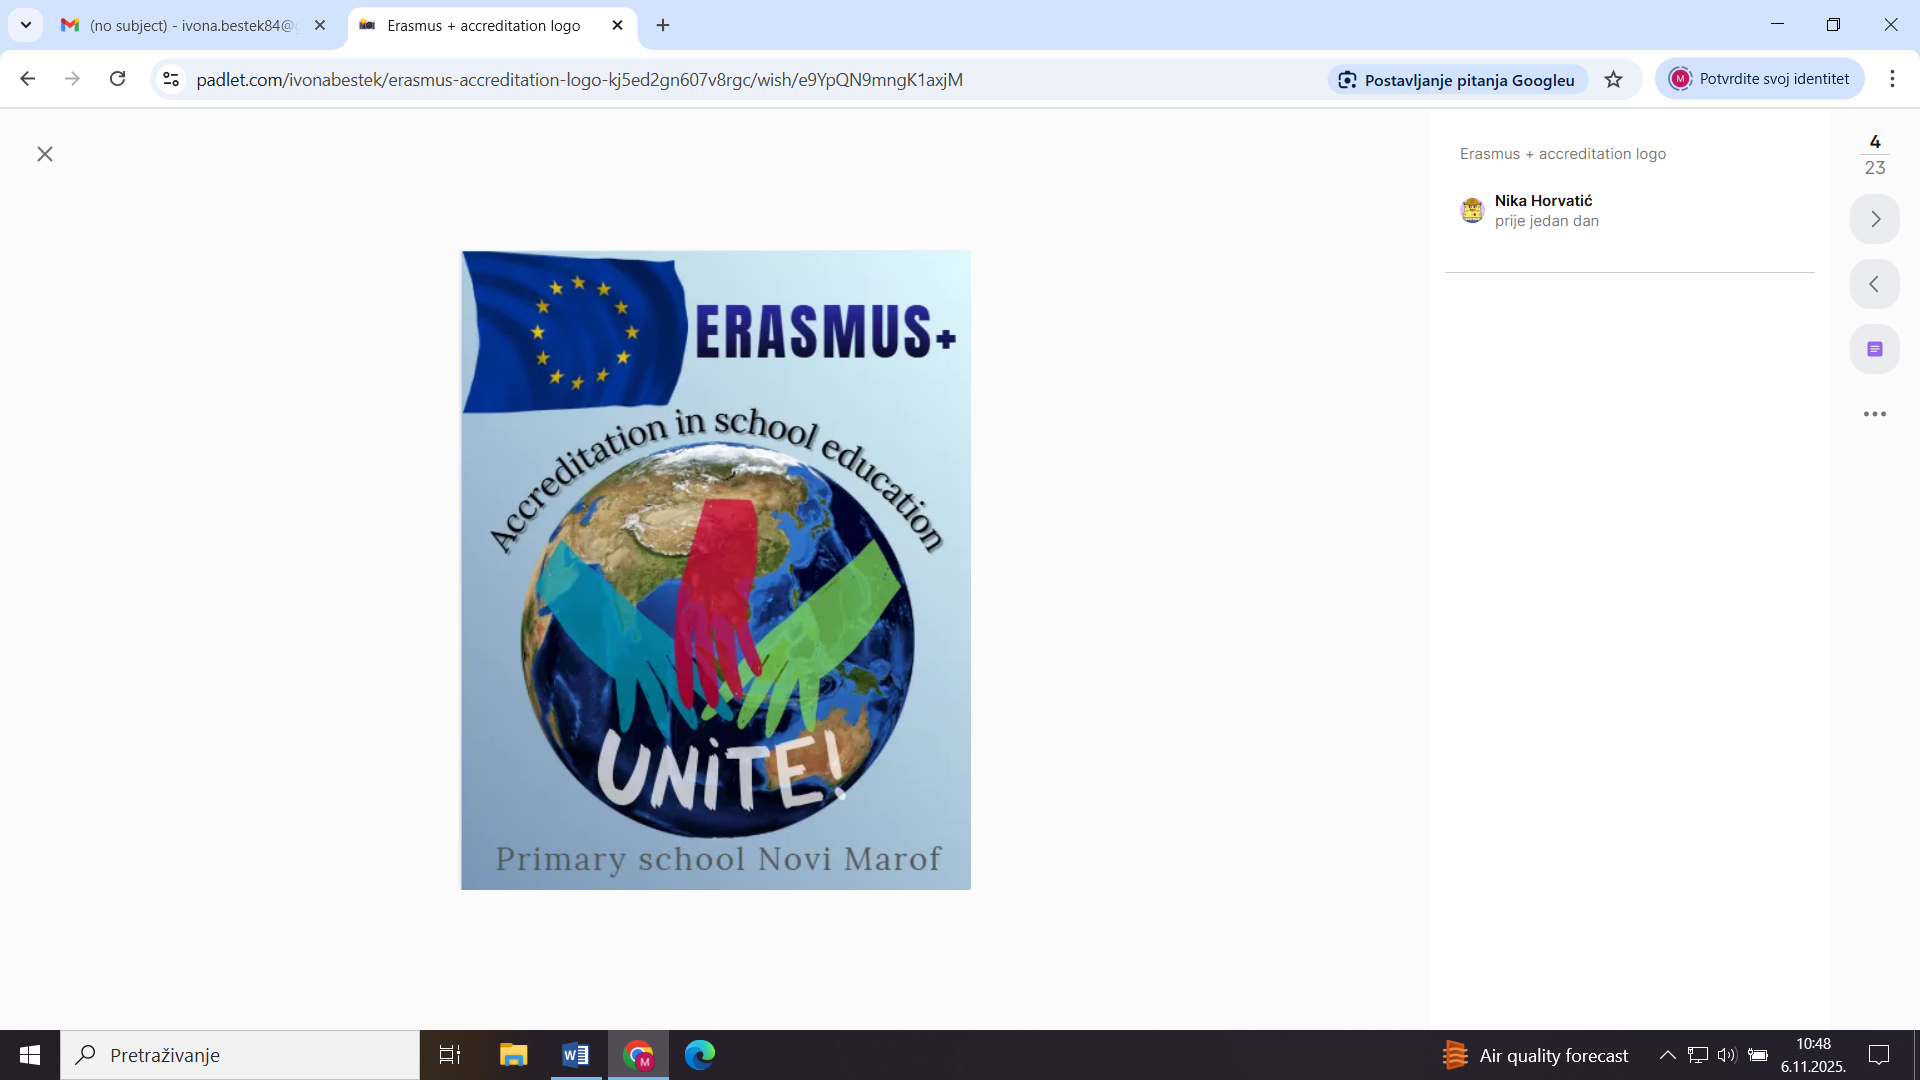 (no subject) - ivona.bestek84@g
Erasmus + accreditation logo
padlet.com/ivonabestek/erasmus-accreditation-logo-kj5ed2gn607v8rgc/wish/e9YpQN9mngK1axjM
Postavljanje pitanja Googleu
M
Potvrdite svoj identitet
Erasmus + accreditation logo
4
23
Nika Horvatić
prije jedan dan
ERASMUS+
Accreditation in school education
UNiTE!
Primary school Novi Marof
Pretraživanje
W
M
Air quality forecast
10:48
6.11.2025.